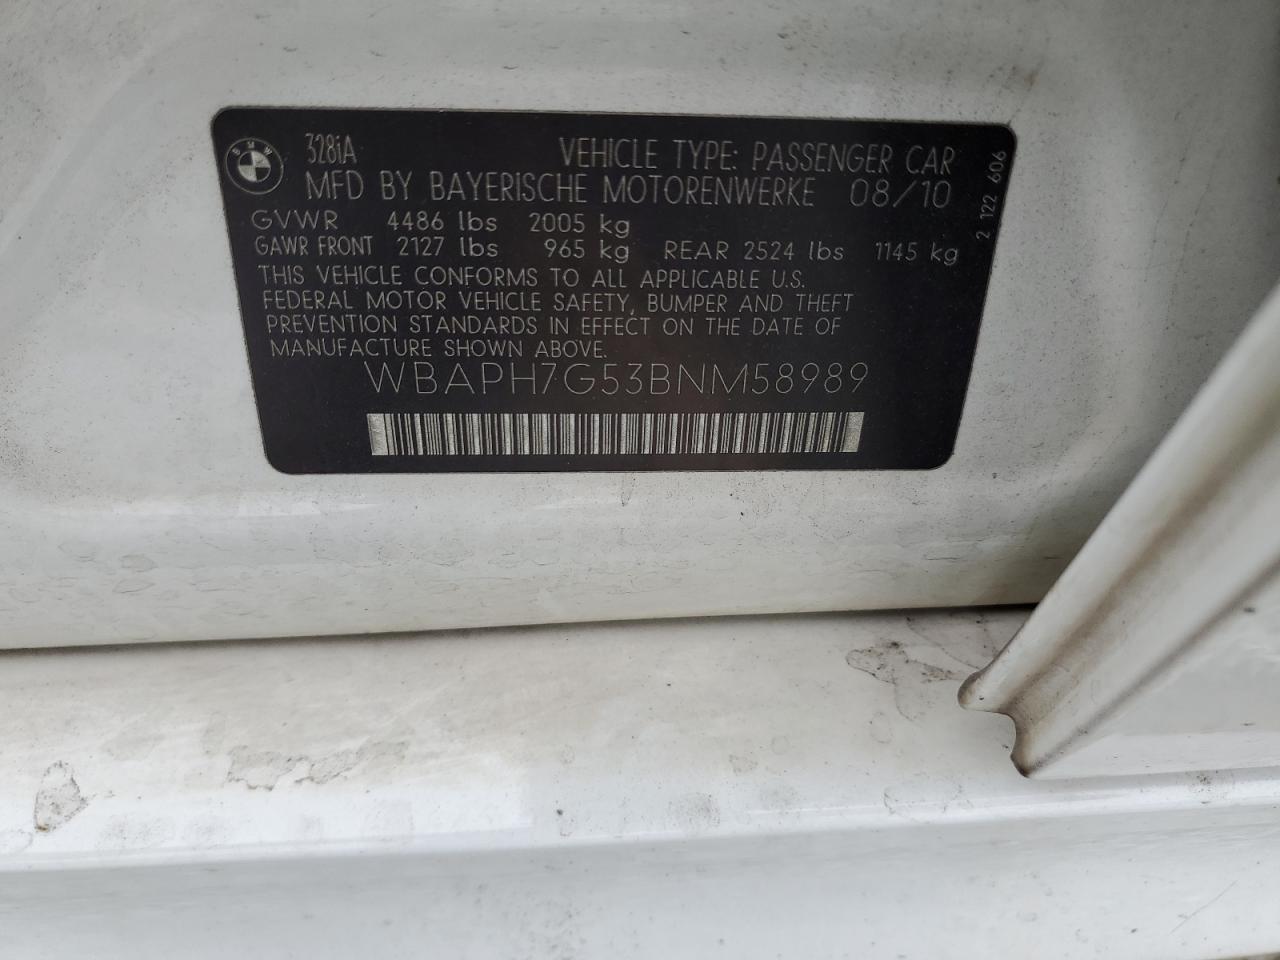 BMW
328iA VEHICLE TYPE: PASSENGER CAR
MFD BY BAYERISCHE MOTORENWERKE 08/10
GVWR 4486 lbs 2005 kg
GAWR FRONT 2127 lbs 965 kg REAR 2524 lbs 1145 kg
THIS VEHICLE CONFORMS TO ALL APPLICABLE U.S.
FEDERAL MOTOR VEHICLE SAFETY, BUMPER AND THEFT
PREVENTION STANDARDS IN EFFECT ON THE DATE OF
MANUFACTURE SHOWN ABOVE.
WBAPH7G53BNM58989
2 122 606